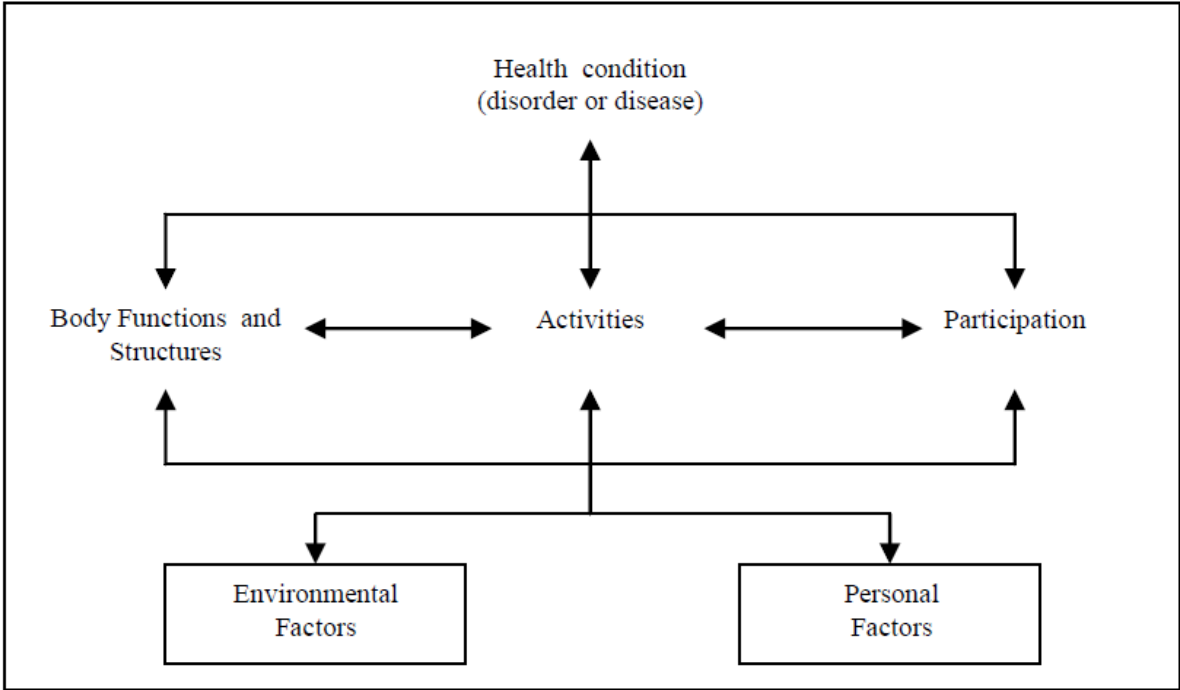 Health condition
(disorder or disease)
Body Functions and
Structures
Activities
Participation
Environmental
Factors
Personal
Factors